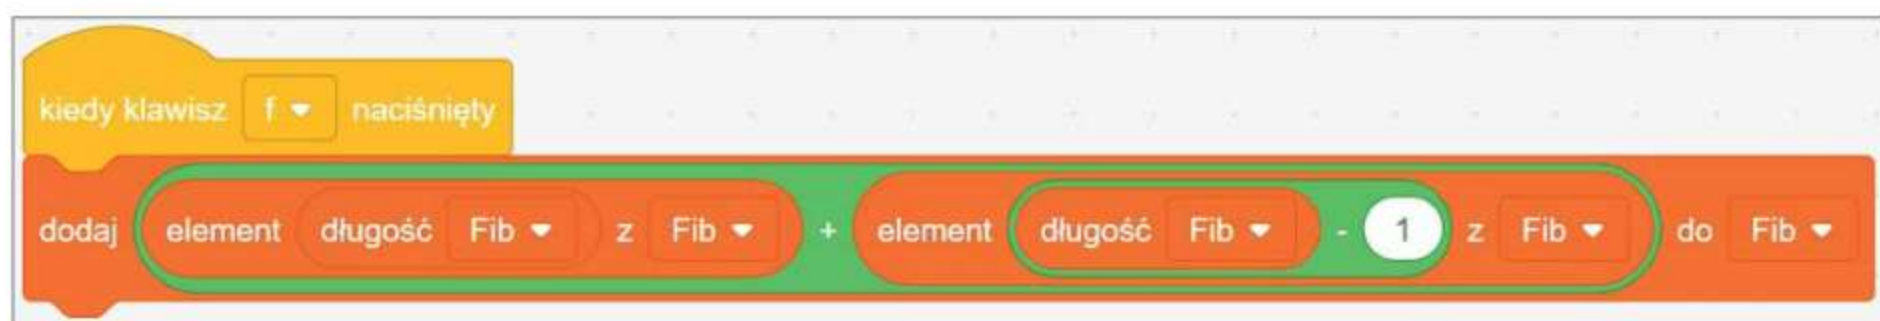 kiedy klawisz f naciśnięty
dodaj element długość Fib z Fib + element długość Fib - 1 z Fib do Fib